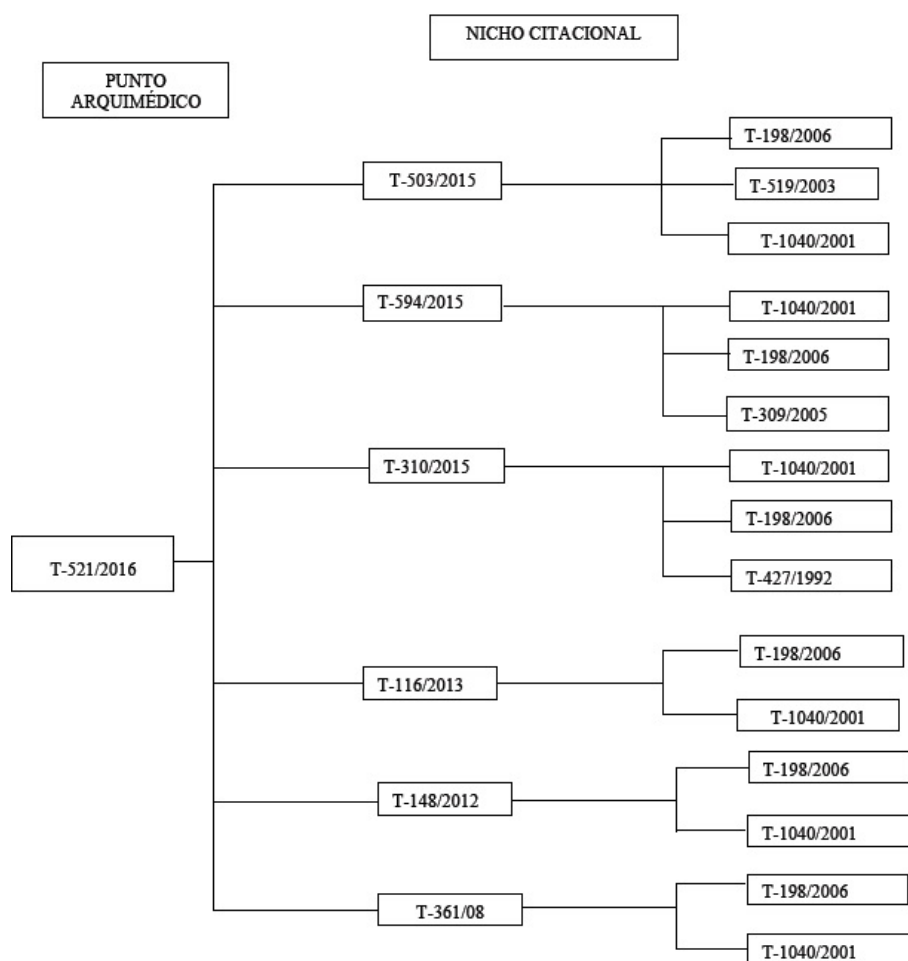 NICHO CITACIONAL
PUNTO
ARQUIMÉDICO
T-198/2006
T-503/2015
T-519/2003
T-1040/2001
T-594/2015
T-1040/2001
T-198/2006
T-309/2005
T-310/2015
T-1040/2001
T-198/2006
T-521/2016
T-427/1992
T-198/2006
T-116/2013
T-1040/2001
T-198/2006
T-148/2012
T-1040/2001
T-198/2006
T-361/08
T-1040/2001